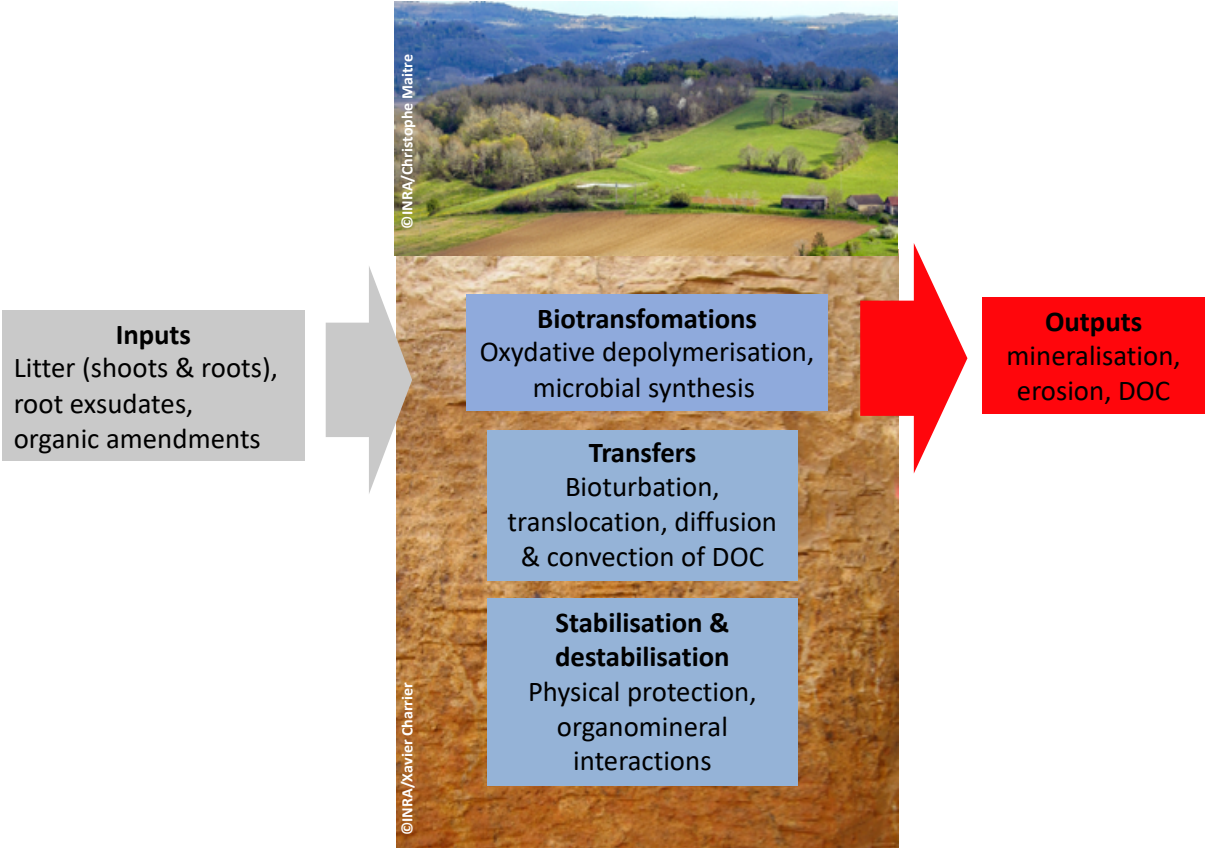 ©INRA/Christophe Maitre
Inputs
Litter (shoots & roots),
root exsudates,
organic amendments
Biotransfomations
Oxydative depolymerisation,
microbial synthesis
Transfers
Bioturbation,
translocation, diffusion
& convection of DOC
Stabilisation &
destabilisation
Physical protection,
organomineral
interactions
©INRA/Xavier Charrier
Outputs
mineralisation,
erosion, DOC